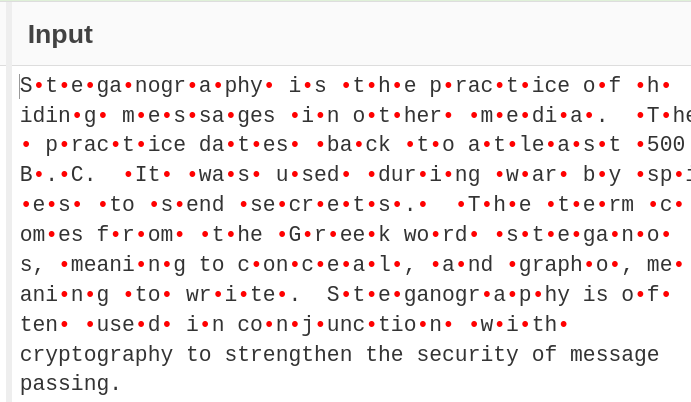 Input
S•t•e•ga•nogr•a•phy• i•s •t•h•e p•rac•t•ice o•f •h•
idin•g• m•e•s•sa•ges •i•n o•t•her• •m•e•di•a•.  •T•he
• p•rac•t•ice da•t•es• •ba•ck •t•o a•t•le•a•s•t •500
B•.•C.  •It• •wa•s• u•sed• •dur•i•ng •w•ar• b•y •sp•i
•e•s• •to •s•end •se•cr•e•t•s•.•  •T•h•e •t•e•rm •c•
om•es f•r•om• •t•he •G•r•ee•k wo•rd• •s•t•e•ga•n•o•
s, •meani•n•g to c•on•c•e•a•l•, •a•nd •graph•o•, me•
ani•n•g •to• wr•i•te•.  S•t•e•ganogr•a•p•hy is o•f•
ten• •use•d• i•n co•n•j•unc•tio•n• •w•i•th•
cryptography to strengthen the security of message
passing.